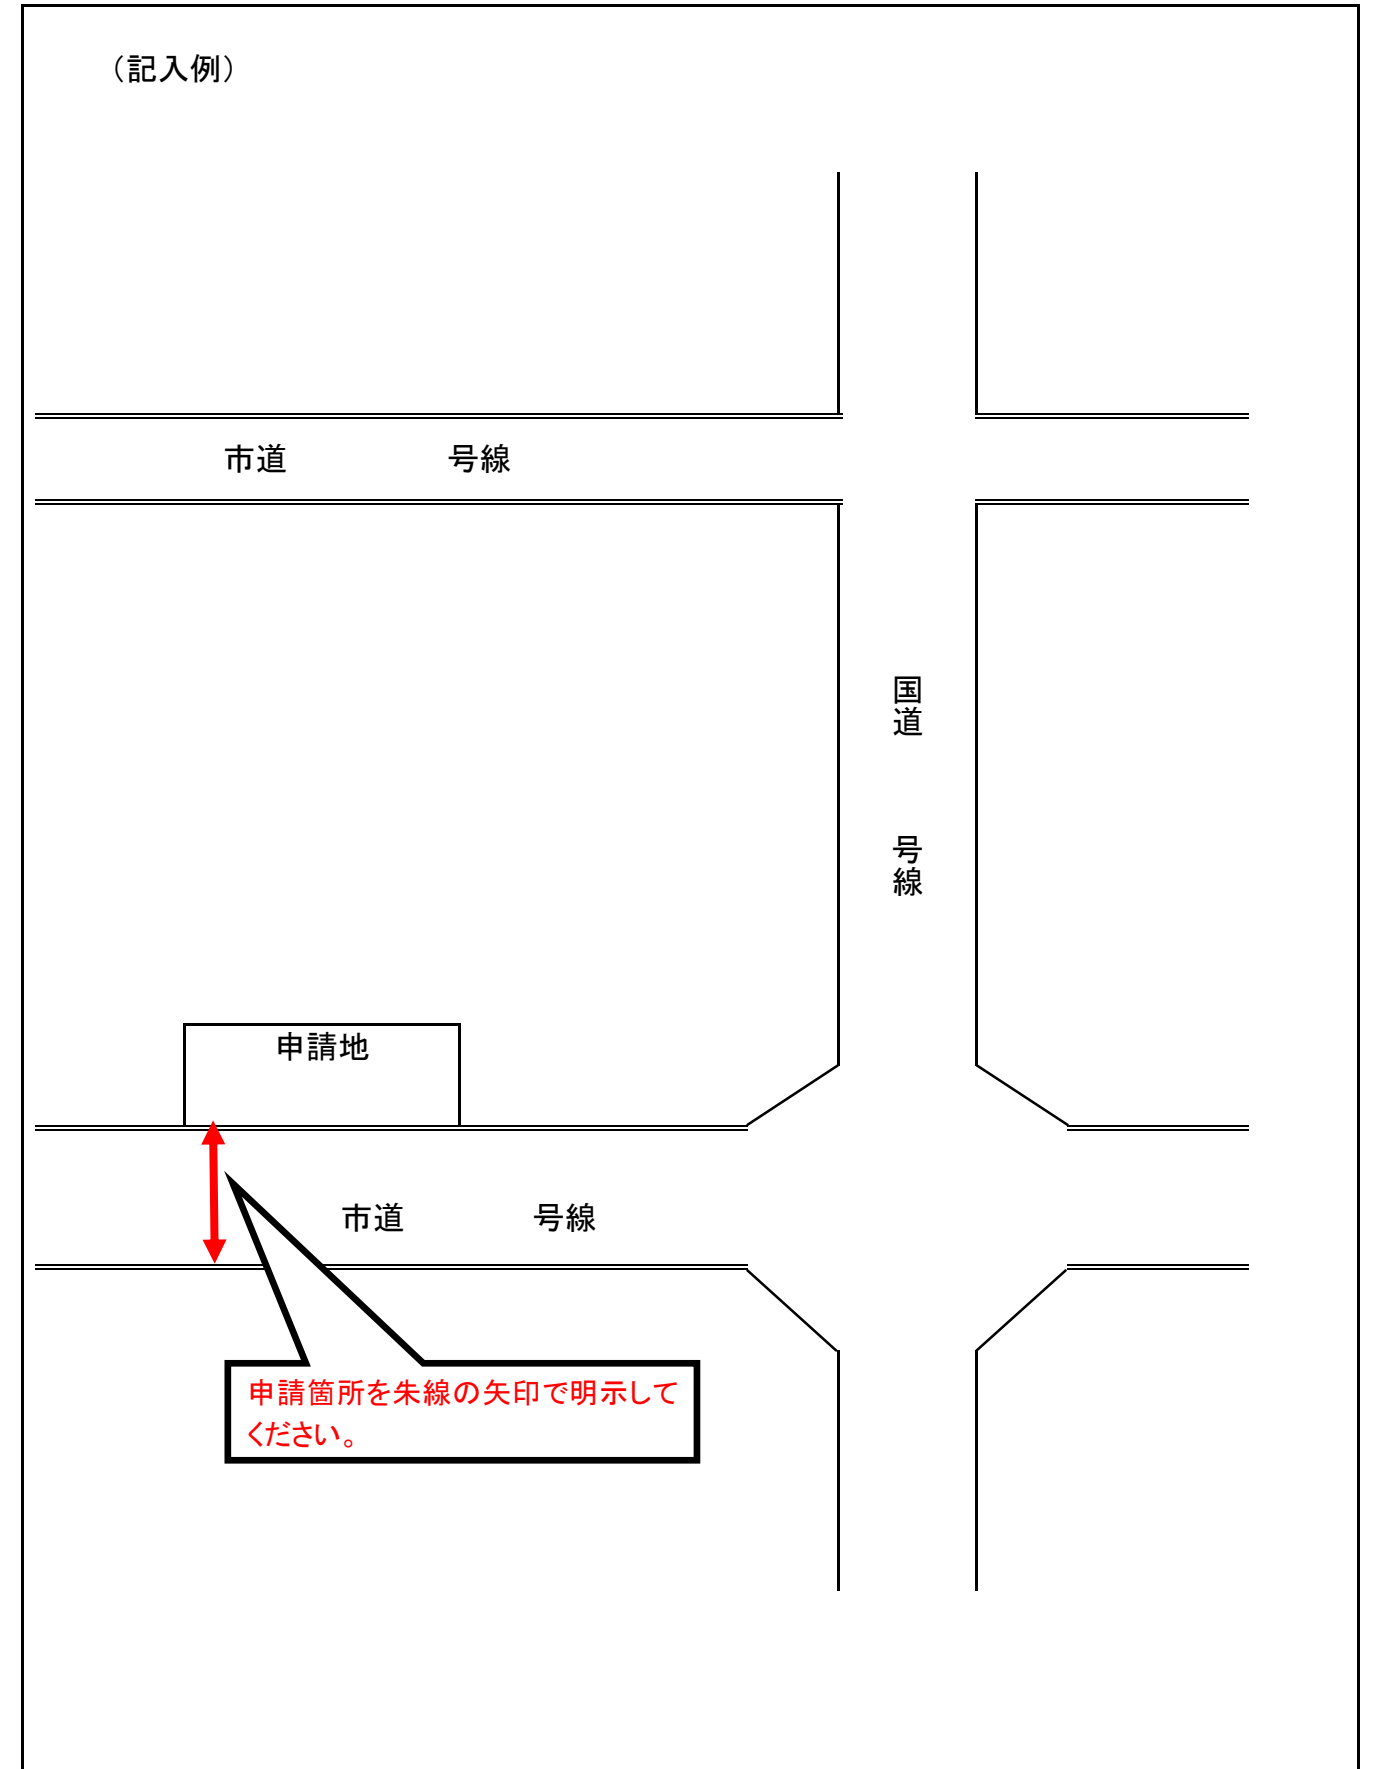 （記入例）
市道　　　　　号線
国道　　　号線
申請地
市道　　　　号線
申請箇所を朱線の矢印で明示して
ください。